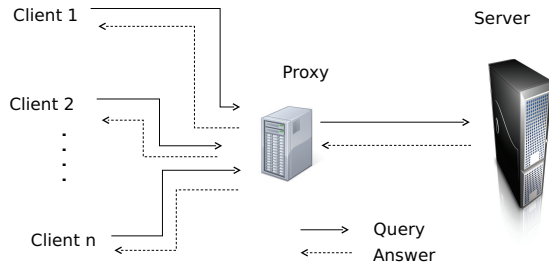 Client 1
Server
Proxy
Client 2
Client n
Query
Answer